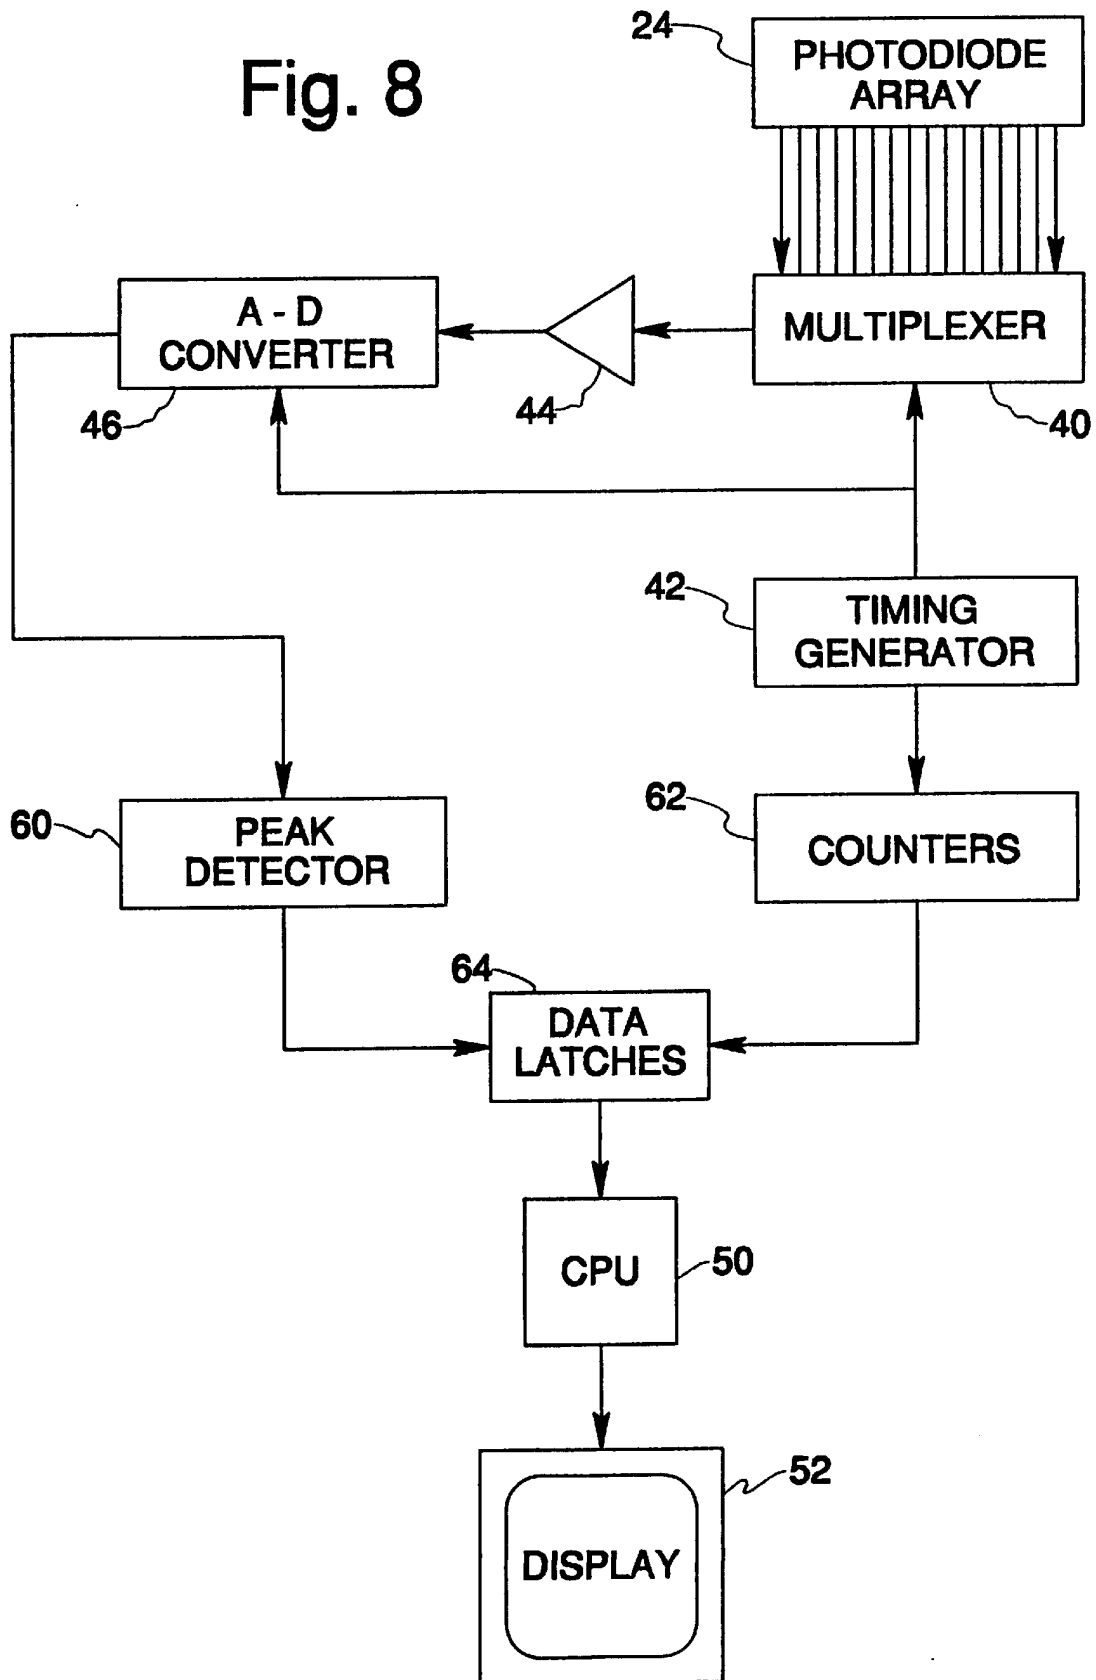 Fig. 8
24
PHOTODIODE
ARRAY
A - D
CONVERTER
46
44
MULTIPLEXER
40
42
TIMING
GENERATOR
60
PEAK
DETECTOR
62
COUNTERS
64
DATA
LATCHES
CPU
50
52
DISPLAY